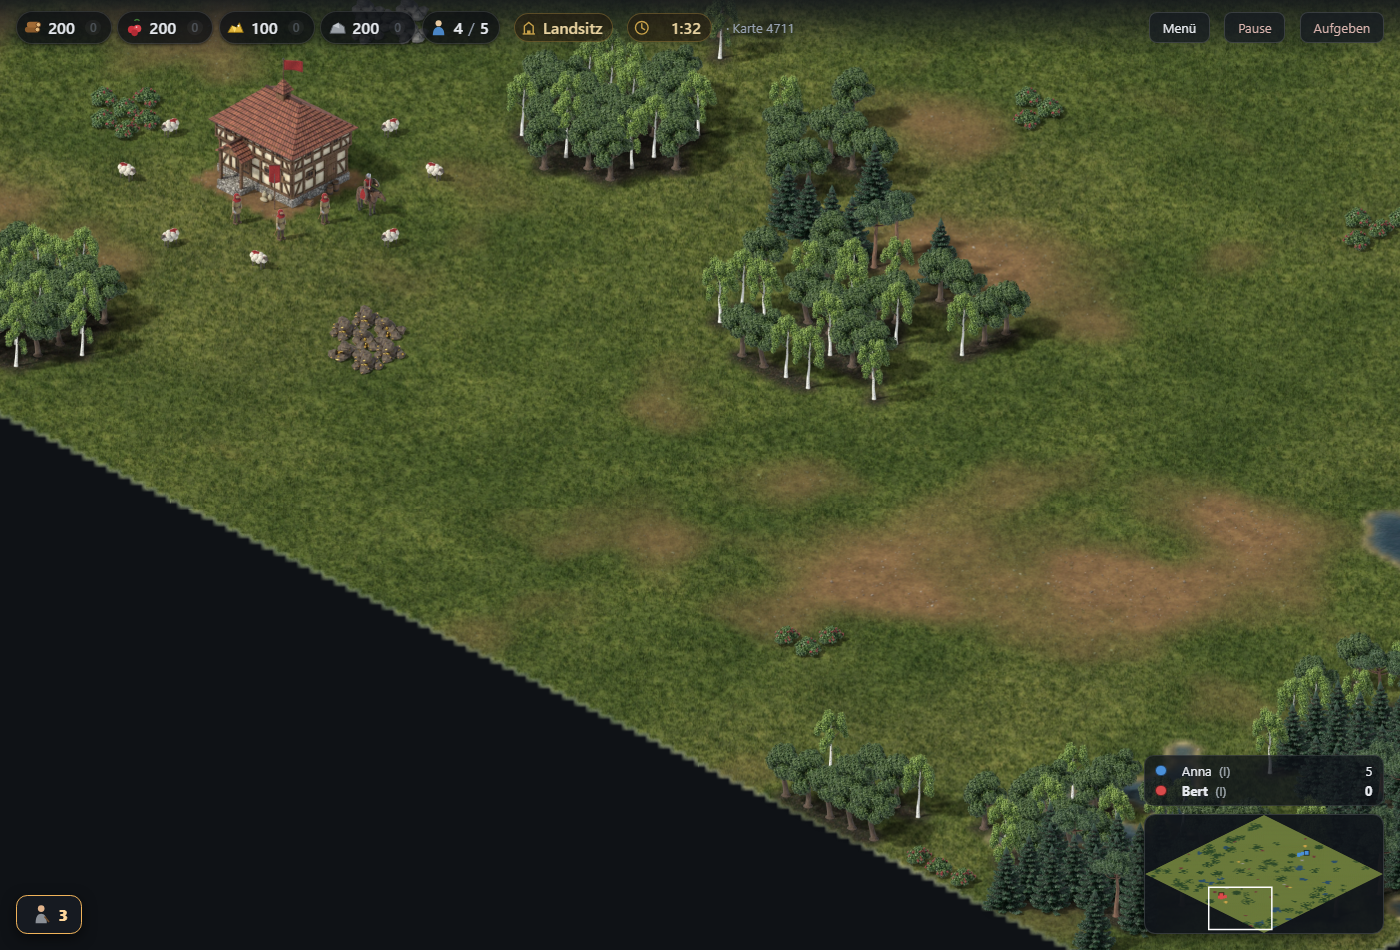 200 0 200 0 100 0 200 0 4 / 5 Landsitz 1:32 · Karte 4711 Menü Pause Aufgeben
Anna (I) 5
Bert (I) 0
3